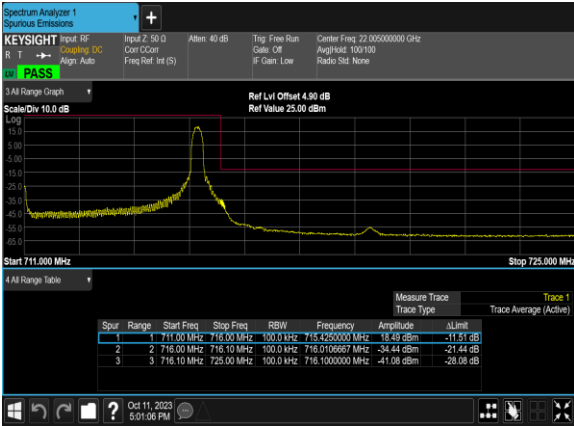 Spectrum Analyzer 1
Spurious Emissions
+
KEYSIGHT
R T
LW
PASS
Input: RF
Coupling: DC
Align: Auto
Input Z: 50 Ω
Corr CCorr
Freq Ref: Int (S)
Atten: 40 dB
Trig: Free Run
Gate: Off
IF Gain: Low
Center Freq: 22.005000000 GHz
Avg|Hold: 100/100
Radio Std: None
3 All Range Graph
Scale/Div 10.0 dB
Ref Lvl Offset 4.90 dB
Ref Value 25.00 dBm
Log
15.0
5.00
-5.00
-15.0
-25.0
-35.0
-45.0
-55.0
-65.0
Start 711.000 MHz
Stop 725.000 MHz
4 All Range Table
Measure Trace Trace 1
Trace Type Trace Average (Active)
Spur Range Start Freq Stop Freq RBW Frequency Amplitude ΔLimit
1 1 711.00 MHz 716.00 MHz 100.0 kHz 715.4250000 MHz 18.49 dBm -11.51 dB
2 2 716.00 MHz 716.10 MHz 100.0 kHz 716.0106667 MHz -34.44 dBm -21.44 dB
3 3 716.10 MHz 725.00 MHz 100.0 kHz 716.1000000 MHz -41.08 dBm -28.08 dB
?
Oct 11, 2023
5:01:06 PM